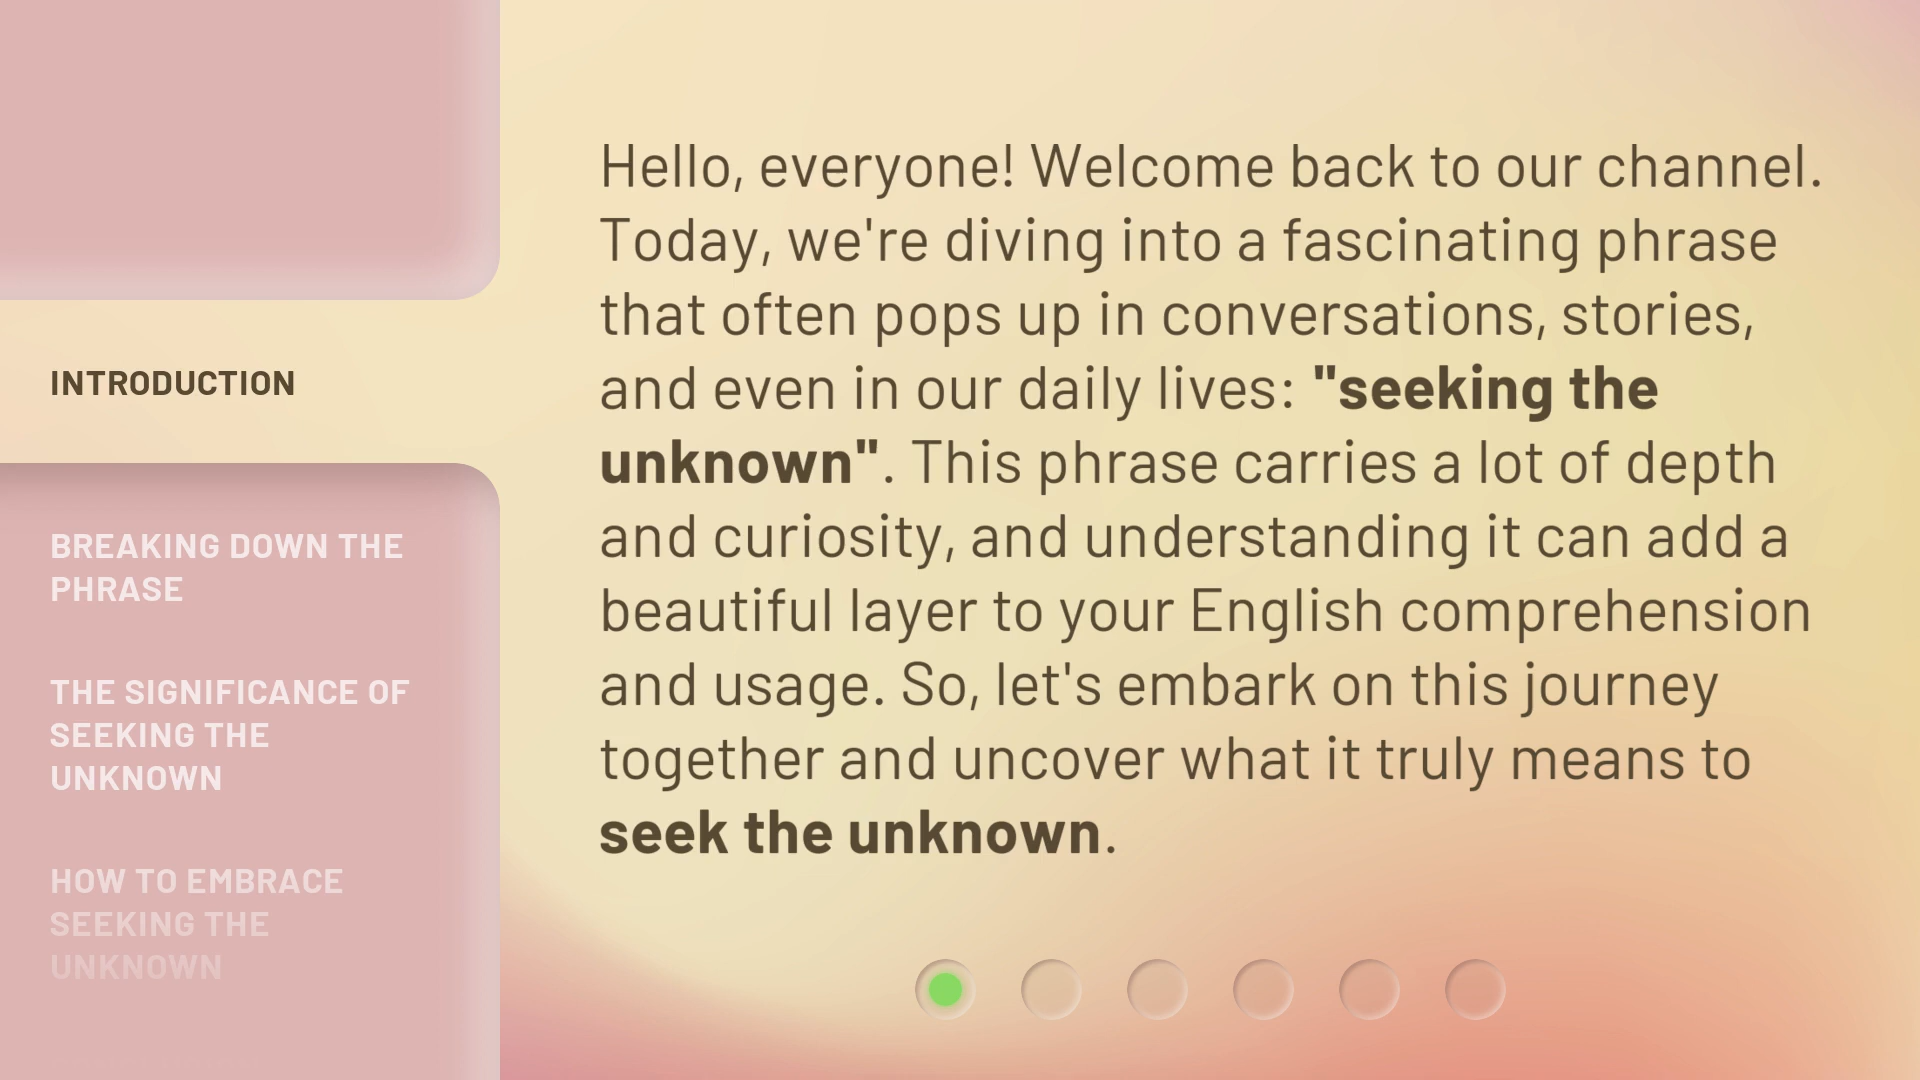 INTRODUCTION
BREAKING DOWN THE
PHRASE
THE SIGNIFICANCE OF
SEEKING THE
UNKNOWN
HOW TO EMBRACE
SEEKING THE
UNKNOWN
Hello, everyone! Welcome back to our channel.
Today, we're diving into a fascinating phrase
that often pops up in conversations, stories,
and even in our daily lives: "seeking the
unknown". This phrase carries a lot of depth
and curiosity, and understanding it can add a
beautiful layer to your English comprehension
and usage. So, let's embark on this journey
together and uncover what it truly means to
seek the unknown.